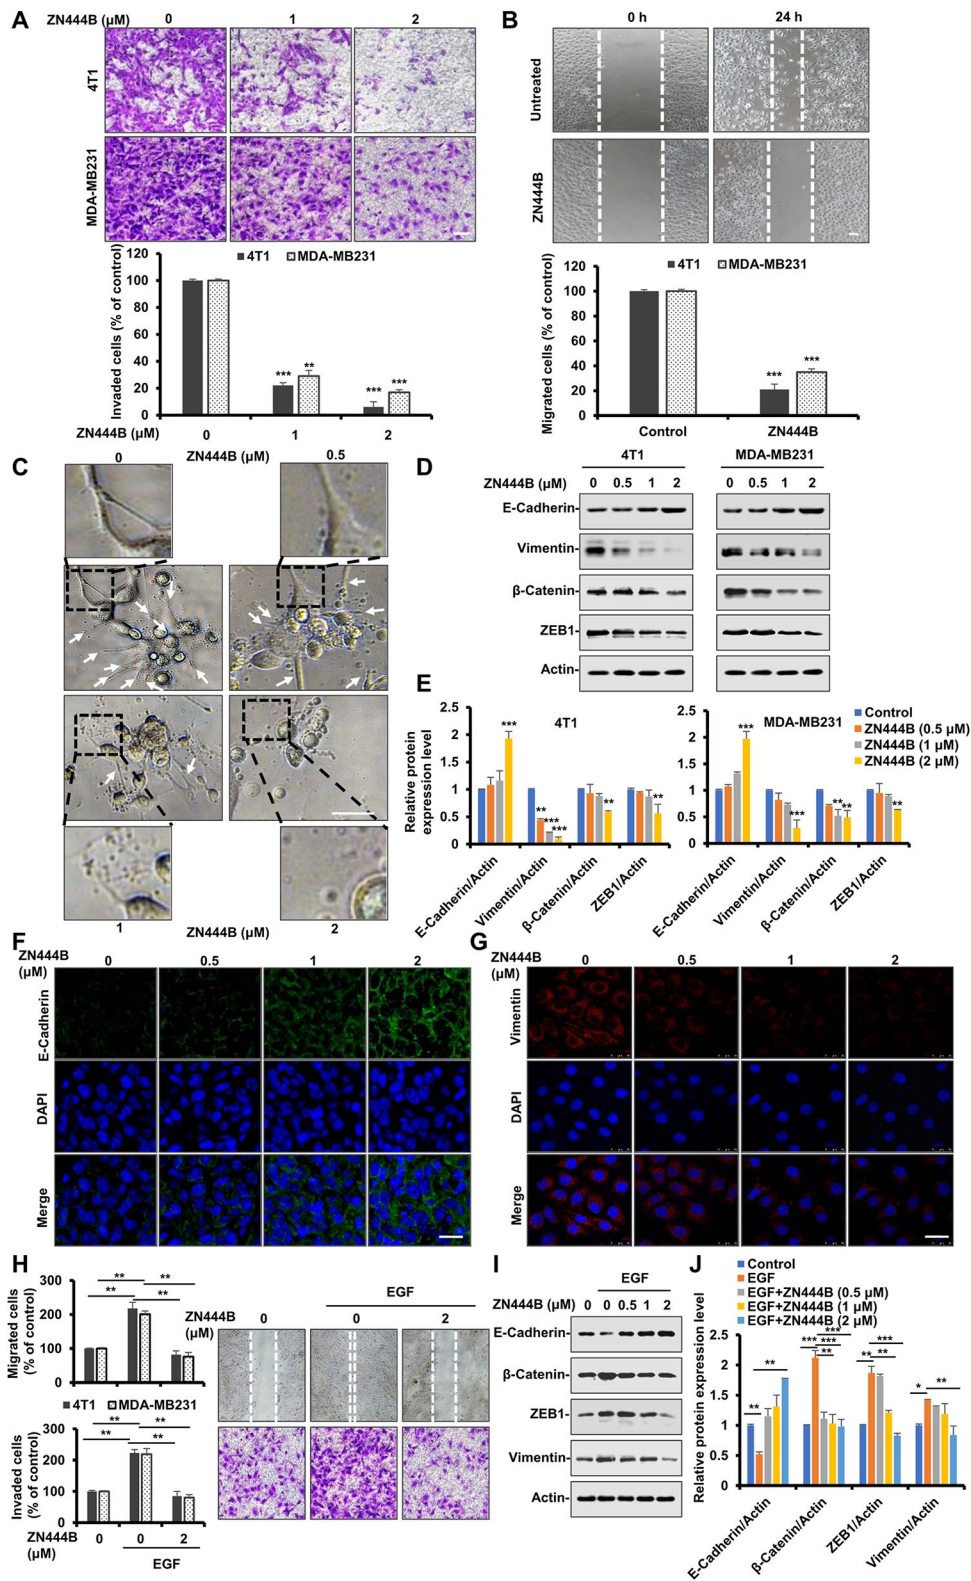 A
ZN444B (μM)
0
1
2
4T1
MDA-MB231
4T1 MDA-MB231
Invaded cells (% of control)
120
100
80
60
40
20
0
*** **
*** ***
ZN444B (μM)
0
1
2
B
0 h
24 h
Untreated
ZN444B
4T1 MDA-MB231
Migrated cells (% of control)
120
100
80
60
40
20
0
*** ***
Control
ZN444B
C
0
ZN444B (μM)
0.5
1
ZN444B (μM)
2
D
4T1
MDA-MB231
ZN444B (μM)
0 0.5 1 2
0 0.5 1 2
E-Cadherin-
Vimentin-
β-Catenin-
ZEB1-
Actin-
E
Relative protein
expression level
2.5
2
1.5
1
0.5
0
4T1
***
**
***
***
**
**
E-Cadherin/Actin
Vimentin/Actin
β-Catenin/Actin
ZEB1/Actin
2.5
2
1.5
1
0.5
0
MDA-MB231
***
***
**
**
**
E-Cadherin/Actin
Vimentin/Actin
β-Catenin/Actin
ZEB1/Actin
Control
ZN444B (0.5 μM)
ZN444B (1 μM)
ZN444B (2 μM)
F
ZN444B
(μM)
0
0.5
1
2
E-Cadherin
DAPI
Merge
G
ZN444B
(μM)
0
0.5
1
2
Vimentin
DAPI
Merge
H
Migrated cells
(% of control)
300
200
100
0
**
**
**
**
4T1 MDA-MB231
Invaded cells
(% of control)
300
200
100
0
**
**
**
**
ZN444B
(μM)
0
0
2
EGF
EGF
ZN444B
(μM)
0
0
2
I
EGF
ZN444B (μM)
0 0 0.5 1 2
E-Cadherin-
β-Catenin-
ZEB1-
Vimentin-
Actin-
J
Control
EGF
EGF+ZN444B (0.5 μM)
EGF+ZN444B (1 μM)
EGF+ZN444B (2 μM)
Relative protein expression level
2.5
2
1.5
1
0.5
0
**
**
***
***
***
**
**
***
**
*
**
E-Cadherin/Actin
β-Catenin/Actin
ZEB1/Actin
Vimentin/Actin